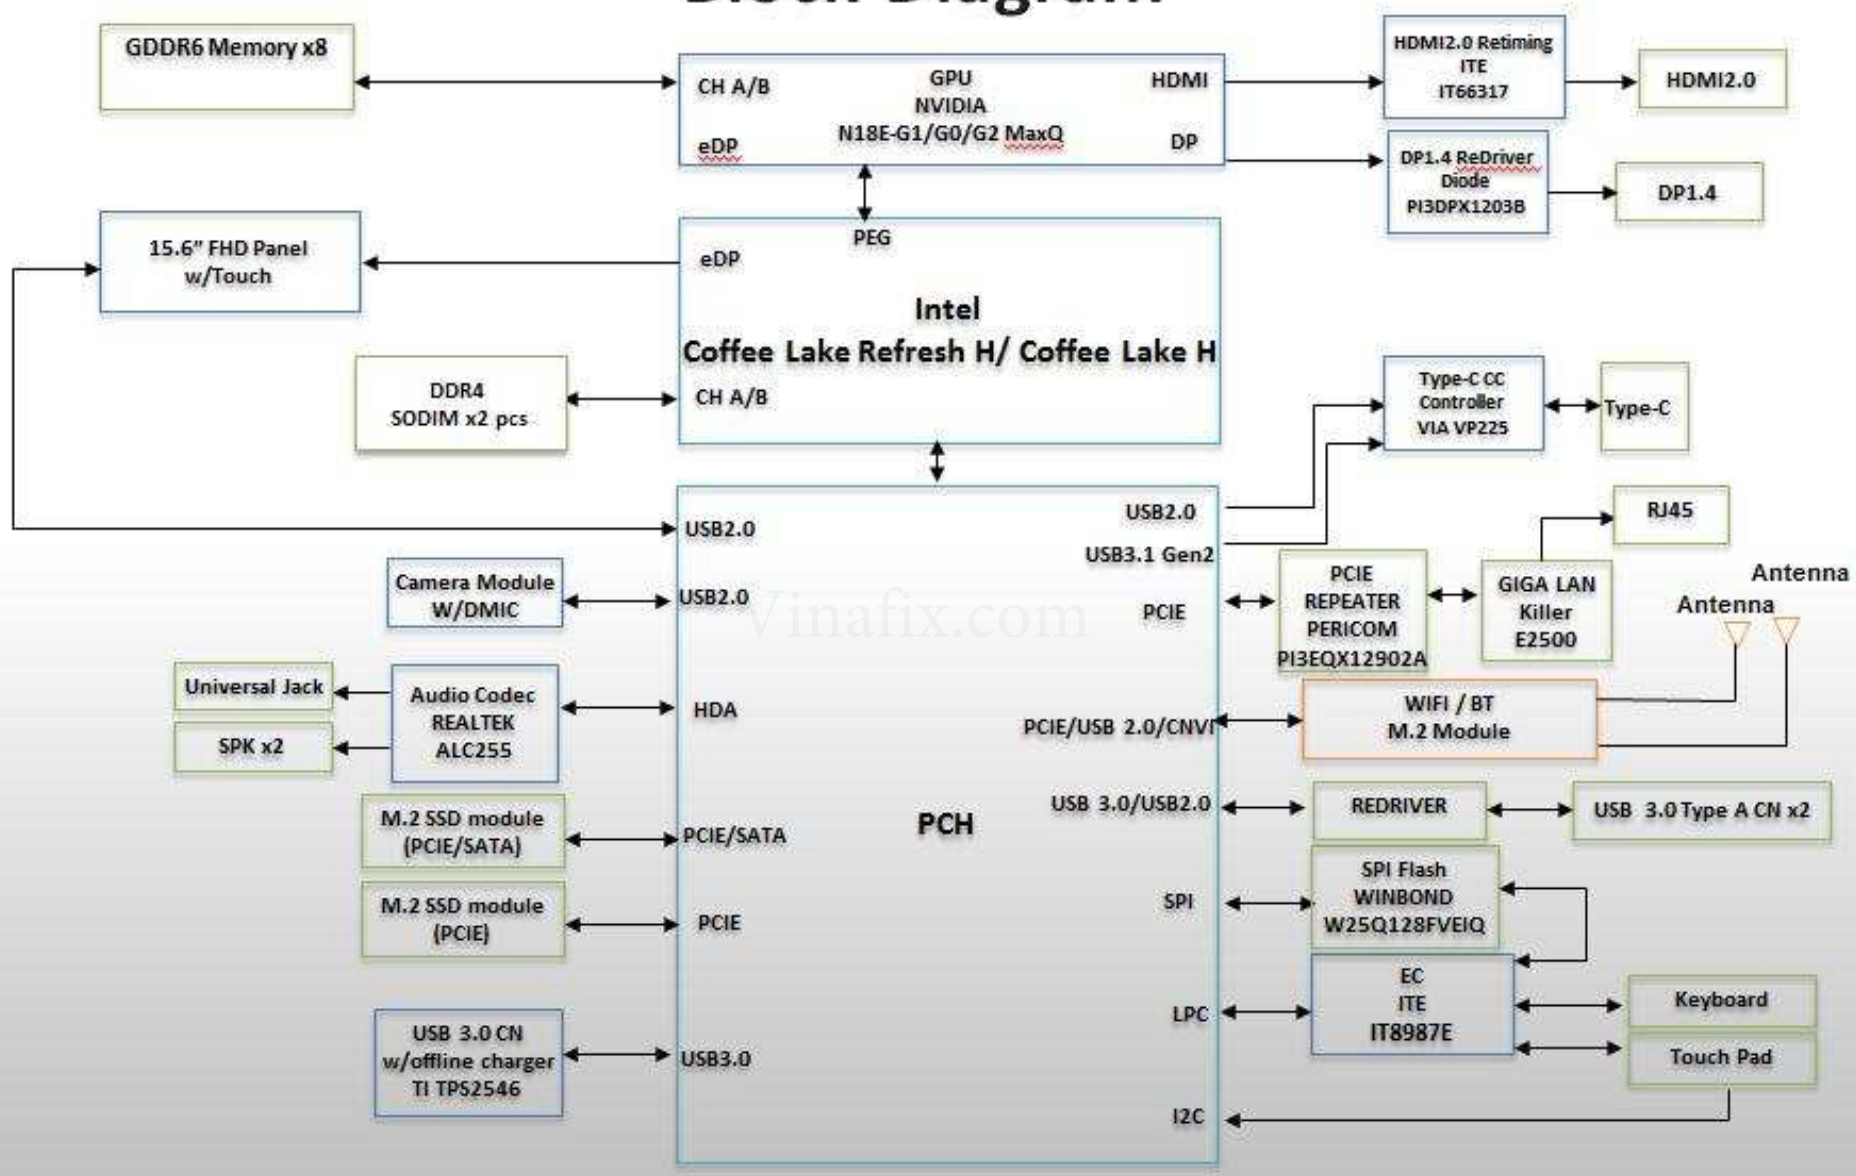 Block Diagram
GDDR6 Memory x8
CH A/B
eDP
GPU
NVIDIA
N18E-G1/G0/G2 MaxQ
HDMI
DP
HDMI2.0 Retiming
ITE
IT66317
HDMI2.0
DP1.4 ReDriver
Diode
PI3DPX1203B
DP1.4
15.6” FHD Panel
w/Touch
PEG
eDP
Intel
Coffee Lake Refresh H/ Coffee Lake H
CH A/B
DDR4
SODIM x2 pcs
Type-C CC
Controller
VIA VP225
Type-C
USB2.0
USB2.0
USB3.1 Gen2
RJ45
Camera Module
W/DMIC
USB2.0
Vinafix.com
PCIE
PCIE
REPEATER
PERICOM
PI3EQX12902A
GIGA LAN
Killer
E2500
Antenna
Antenna
Universal Jack
SPK x2
Audio Codec
REALTEK
ALC255
HDA
PCIE/USB 2.0/CNVI
WIFI / BT
M.2 Module
M.2 SSD module
(PCIE/SATA)
PCIE/SATA
PCH
USB 3.0/USB2.0
REDRIVER
USB 3.0 Type A CN x2
M.2 SSD module
(PCIE)
PCIE
SPI
SPI Flash
WINBOND
W25Q128FVEIQ
USB 3.0 CN
w/offline charger
TI TPS2546
USB3.0
LPC
EC
ITE
IT8987E
Keyboard
Touch Pad
I2C